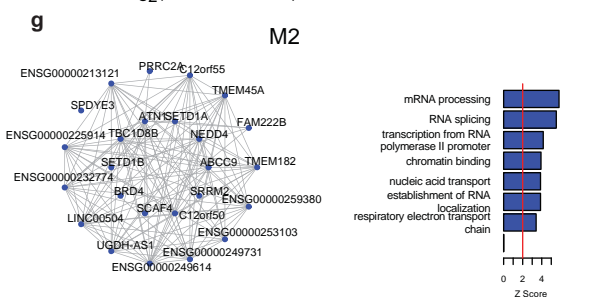 g
M2
PRRC2A
C12orf55
ENSG00000213121
TMEM45A
SPDYE3
ATN1
SETD1A
FAM222B
ENSG00000225914
TBC1D8B
NEDD4
SETD1B
ABCC9
TMEM182
ENSG00000232774
BRD4
SRRM2
ENSG00000259380
SCAF4
C12orf50
LINC00504
ENSG00000253103
UGDH-AS1
ENSG00000249731
ENSG00000249614
mRNA processing
RNA splicing
transcription from RNA
polymerase II promoter
chromatin binding
nucleic acid transport
establishment of RNA
localization
respiratory electron transport
chain
0 2 4
Z Score